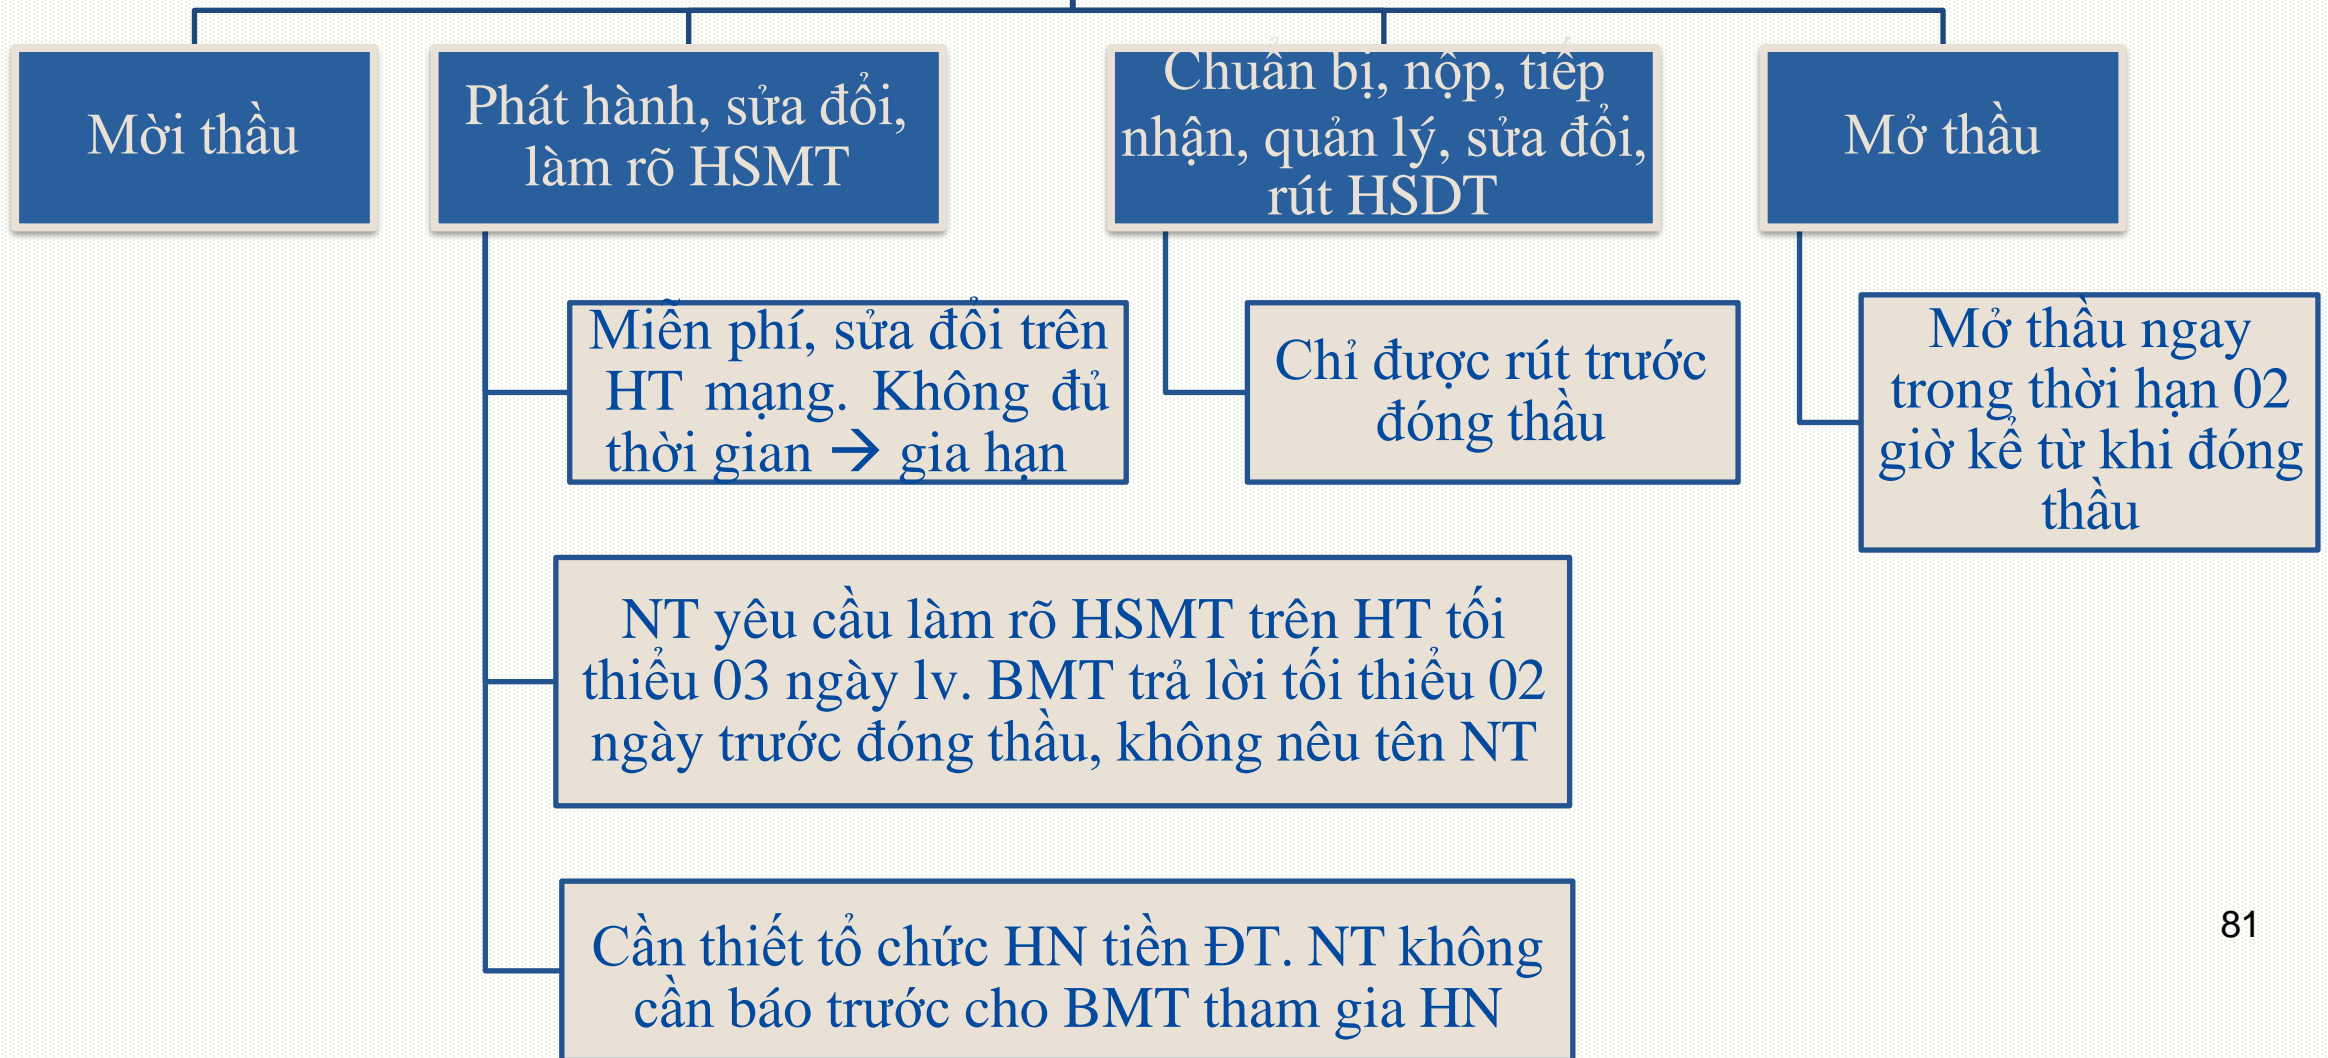 Mời thầu
Phát hành, sửa đổi,
làm rõ HSMT
Chuẩn bị, nộp, tiếp
nhận, quản lý, sửa đổi,
rút HSDT
Mở thầu
Miễn phí, sửa đổi trên
HT mạng. Không đủ
thời gian → gia hạn
NT yêu cầu làm rõ HSMT trên HT tối
thiểu 03 ngày lv. BMT trả lời tối thiểu 02
ngày trước đóng thầu, không nêu tên NT
Cần thiết tổ chức HN tiền ĐT. NT không
cần báo trước cho BMT tham gia HN
Chỉ được rút trước
đóng thầu
Mở thầu ngay
trong thời hạn 02
giờ kể từ khi đóng
thầu
81